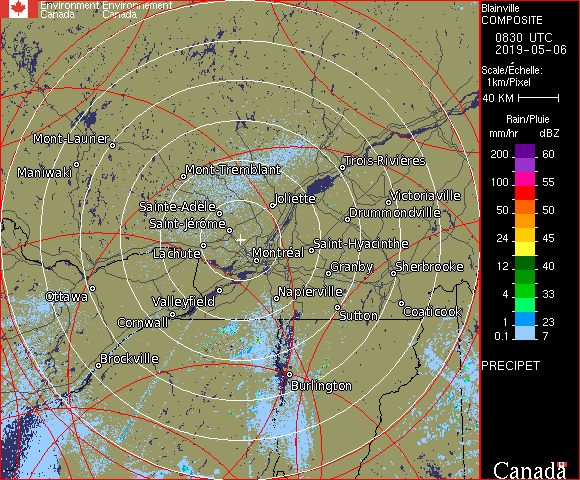 Environment Environnement
Canada Canada
Blainville
COMPOSITE
0830 UTC
2019-05-06
Scale/Échelle:
1km/Pixel
40 KM
Rain/Pluie
mm/hr dBZ
200 60
100 55
50 50
24 45
12 40
4 33
1 23
0.1 7
PRECIPET
Canada
Mont-Laurier
Maniwaki
Mont-Tremblant
Trois-Rivières
Joliette
Victoriaville
Sainte-Adèle
Drummondville
Saint-Jérôme
Lachute
Saint-Hyacinthe
Montréal
Granby
Sherbrooke
Ottawa
Napierville
Valleyfield
Coaticook
Cornwall
Sutton
Brockville
Burlington